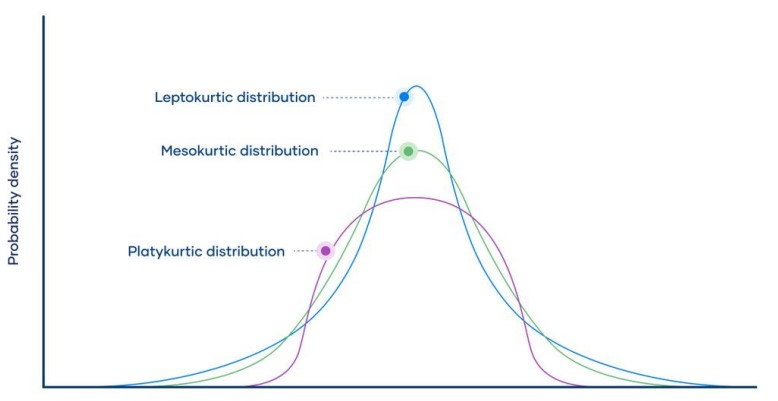 Leptokurtic distribution
Mesokurtic distribution
Probability density
Platykurtic distribution